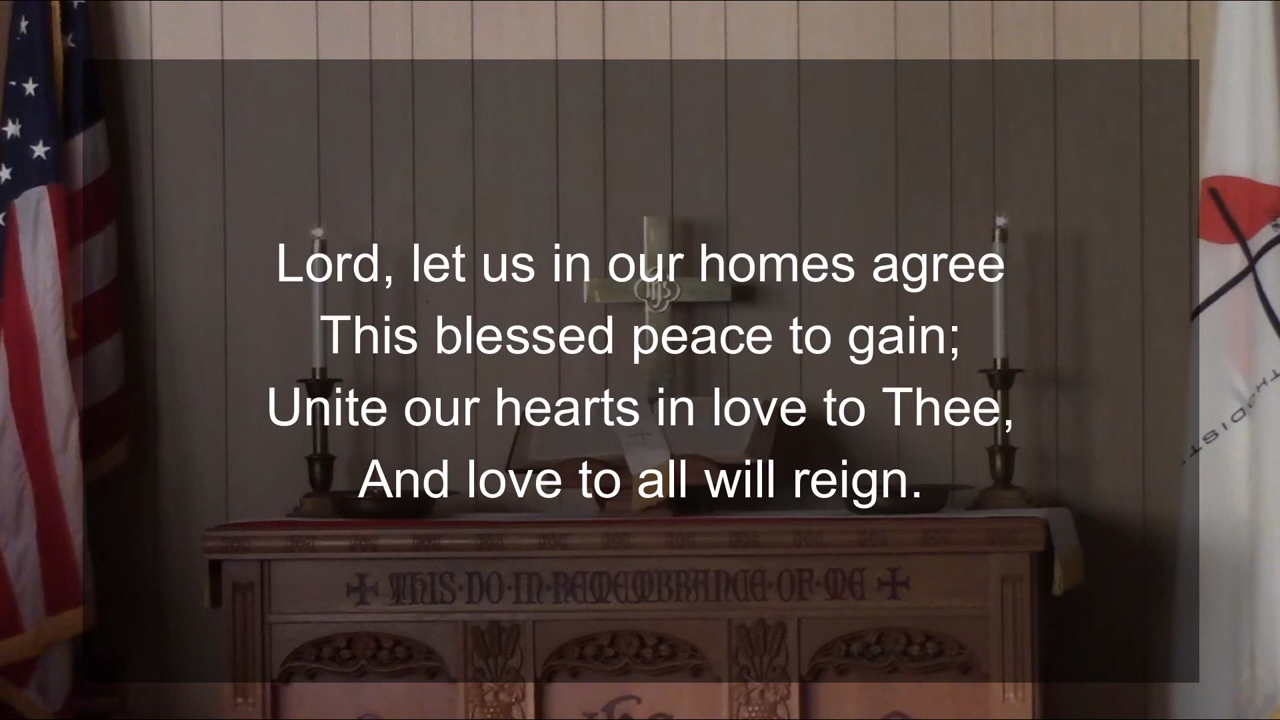 Lord, let us in our homes agree
This blessed peace to gain;
Unite our hearts in love to Thee,
And love to all will reign.
IHS
THIS·DO·IN·REMEMBRANCE·OF·ME